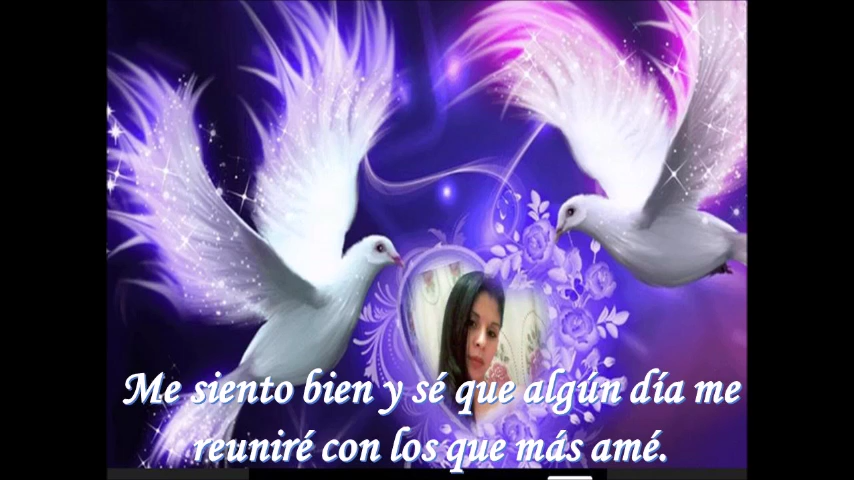 Me siento bien y sé que algún día me
reuniré con los que más amé.